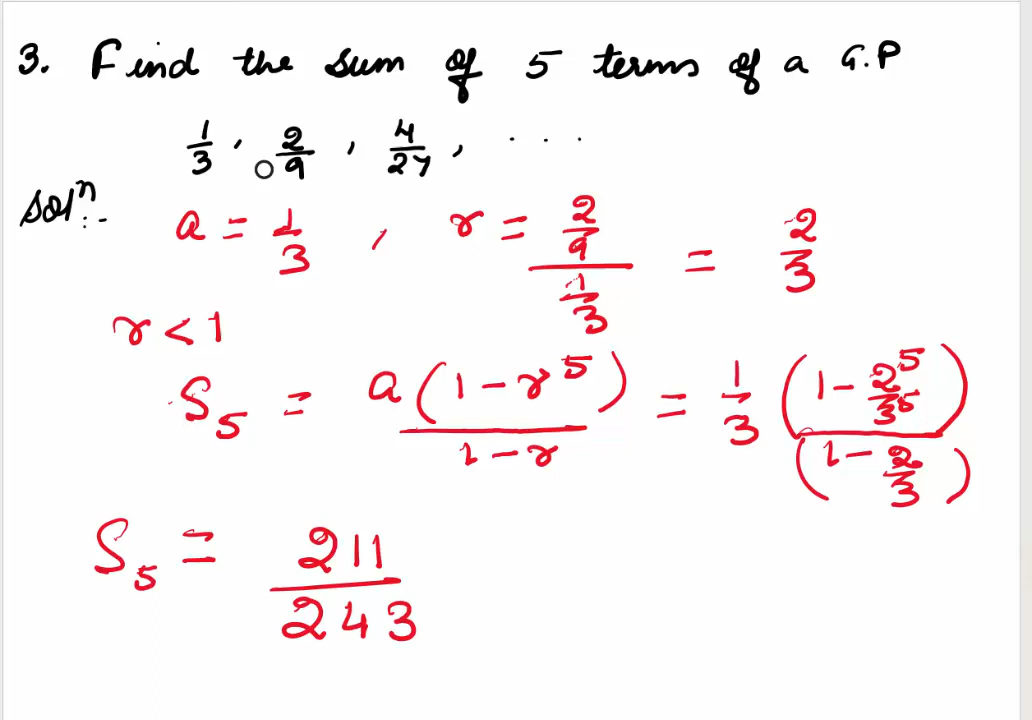 3. Find the sum of 5 terms of a G.P
1/3, 2/9, 4/27, . . .
Solⁿ:-
a = 1/3, r = (2/9)/(1/3) = 2/3
r < 1
S₅ = a(1-r⁵)/(1-r) = 1/3 (1 - 2⁵/3⁵)/(1 - 2/3)
S₅ = 211/243